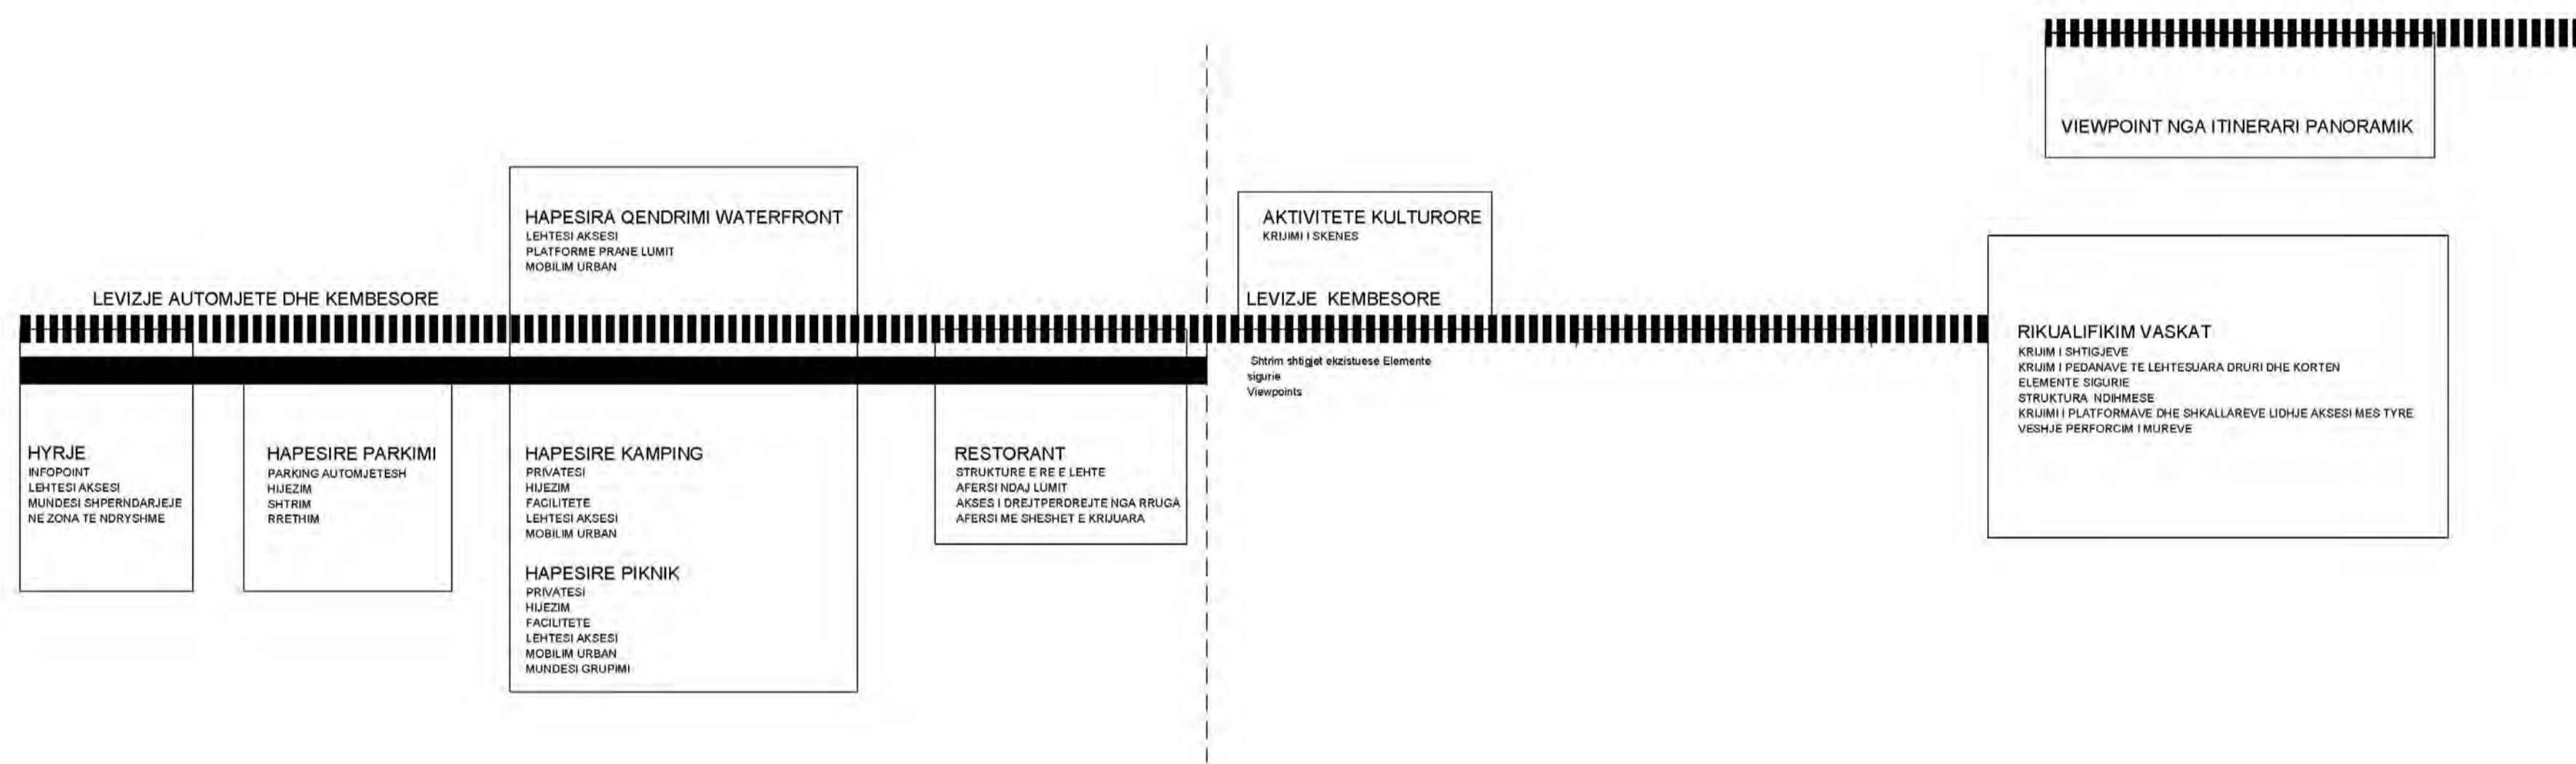 VIEWPOINT NGA ITINERARI PANORAMIK
HAPESIRA QENDRIMI WATERFRONT
LEHTESI AKSESI
PLATFORME PRANE LUMIT
MOBILIM URBAN
AKTIVITETE KULTURORE
KRIJIMI I SKENES
LEVIZJE AUTOMJETE DHE KEMBESORE
LEVIZJE KEMBESORE
Shtrim shtigjet ekzistuese Elemente
sigurie
Viewpoints
RIKUALIFIKIM VASKAT
KRIJIM I SHTIGJEVE
KRIJIM I PEDANAVE TE LEHTESUARA DRURI DHE KORTEN
ELEMENTE SIGURIE
STRUKTURA NDIHMESE
KRIJIMI I PLATFORMAVE DHE SHKALLAREVE LIDHJE AKSESI MES TYRE
VESHJE PERFORCIM I MUREVE
HYRJE
INFOPOINT
LEHTESI AKSESI
MUNDESI SHPERNDARJEJE
NE ZONA TE NDRYSHME
HAPESIRE PARKIMI
PARKING AUTOMJETESH
HIJEZIM
SHTRIM
RRETHIM
HAPESIRE KAMPING
PRIVATESI
HIJEZIM
FACILITETE
LEHTESI AKSESI
MOBILIM URBAN
HAPESIRE PIKNIK
PRIVATESI
HIJEZIM
FACILITETE
LEHTESI AKSESI
MOBILIM URBAN
MUNDESI GRUPIMI
RESTORANT
STRUKTURE E RE E LEHTE
AFERSI NDAJ LUMIT
AKSES I DREJTPERDREJTE NGA RRUGA
AFERSI ME SHESHET E KRIJUARA